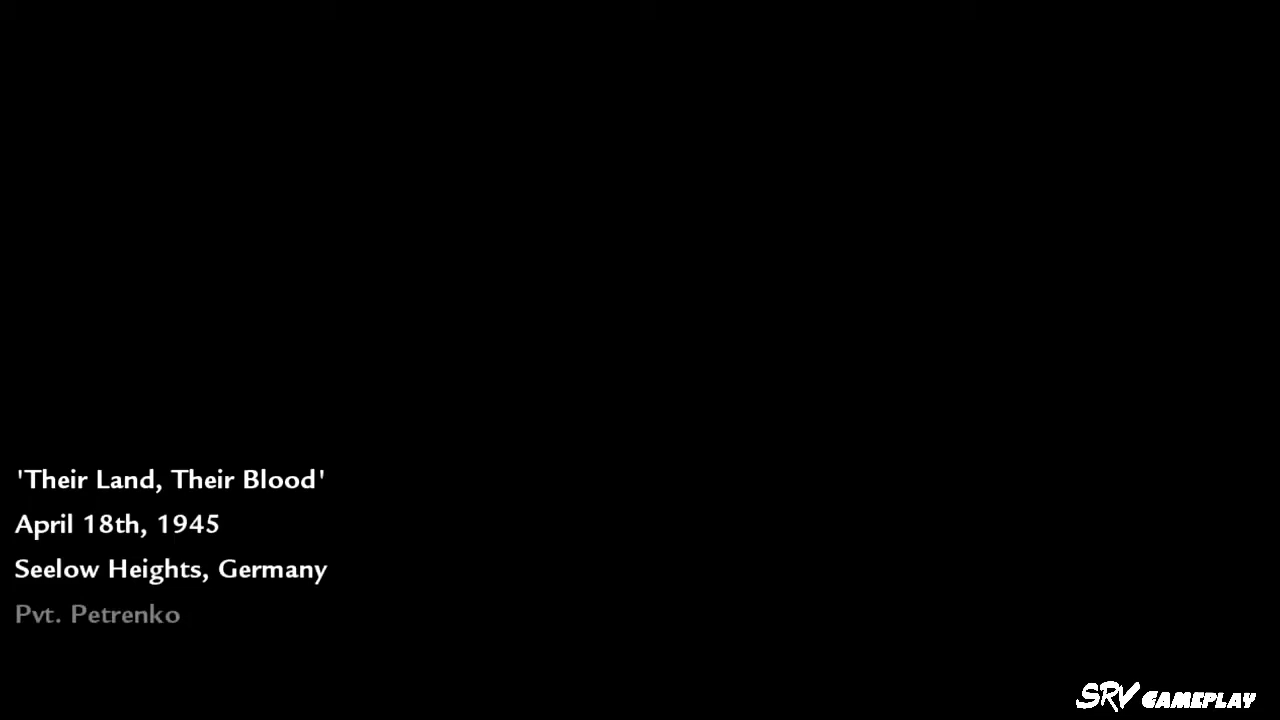 'Their Land, Their Blood'
April 18th, 1945
Seelow Heights, Germany
Pvt. Petrenko
SRV GAMEPLAY